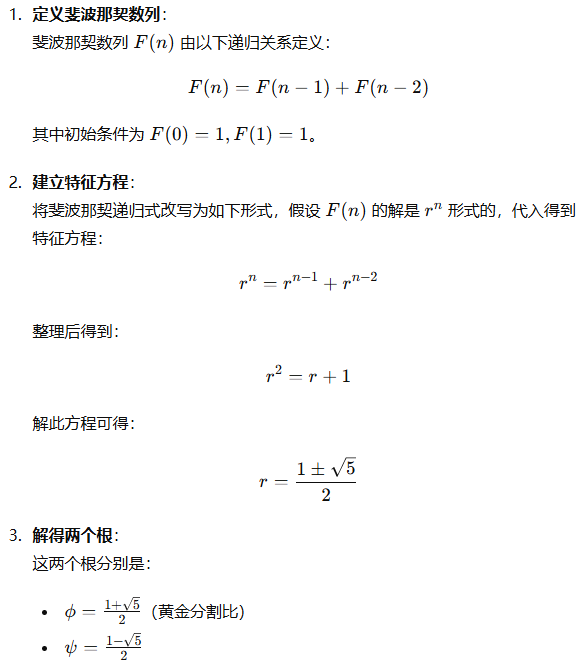 1. 定义斐波那契数列：
斐波那契数列 F(n) 由以下递归关系定义：
F(n) = F(n − 1) + F(n − 2)
其中初始条件为 F(0) = 1, F(1) = 1。
2. 建立特征方程：
将斐波那契递归式改写为如下形式，假设 F(n) 的解是 r^n 形式的，代入得到
特征方程：
r^n = r^{n−1} + r^{n−2}
整理后得到：
r^2 = r + 1
解此方程可得：
r = \frac{1 ± \sqrt{5}}{2}
3. 解得两个根：
这两个根分别是：
• ϕ = \frac{1+\sqrt{5}}{2}（黄金分割比）
• ψ = \frac{1−\sqrt{5}}{2}